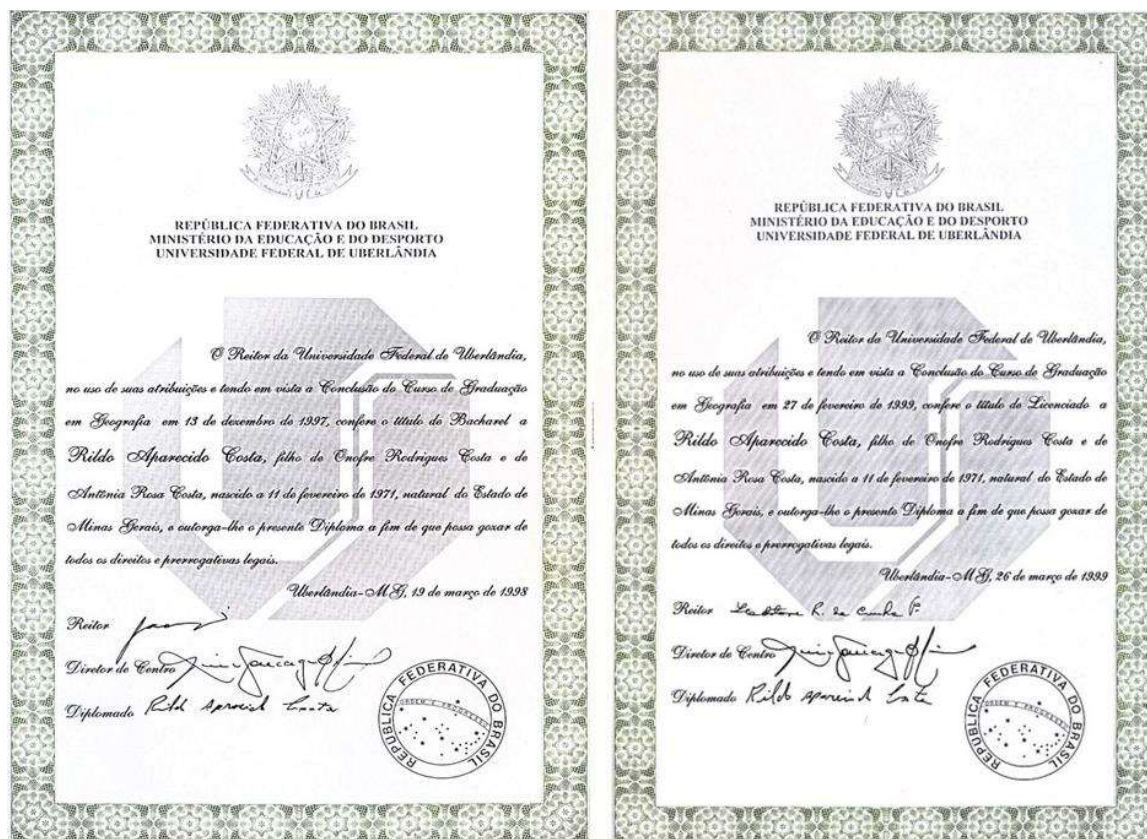 REPÚBLICA FEDERATIVA DO BRASIL
MINISTÉRIO DA EDUCAÇÃO E DO DESPORTO
UNIVERSIDADE FEDERAL DE UBERLÂNDIA
O Reitor da Universidade Federal de Uberlândia,
no uso de suas atribuições e tendo em vista a Conclusão do Curso de Graduação
em Geografia em 13 de dezembro de 1997, confere o título de Bacharel a
Rildo Aparecido Costa, filho de Onofre Rodrigues Costa e de
Antônia Rosa Costa, nascido a 11 de fevereiro de 1971, natural do Estado de
Minas Gerais, e outorga-lhe o presente Diploma a fim de que possa gozar de
todos os direitos e prerrogativas legais.
Uberlândia-MG, 19 de março de 1998
Reitor
Diretor de Centro
Diplomado Rildo Aparecido Costa
REPÚBLICA FEDERATIVA DO BRASIL
ORDEM E PROGRESSO
REPÚBLICA FEDERATIVA DO BRASIL
MINISTÉRIO DA EDUCAÇÃO E DO DESPORTO
UNIVERSIDADE FEDERAL DE UBERLÂNDIA
O Reitor da Universidade Federal de Uberlândia,
no uso de suas atribuições e tendo em vista a Conclusão do Curso de Graduação
em Geografia em 27 de fevereiro de 1999, confere o título de Licenciado a
Rildo Aparecido Costa, filho de Onofre Rodrigues Costa e de
Antônia Rosa Costa, nascido a 11 de fevereiro de 1971, natural do Estado de
Minas Gerais, e outorga-lhe o presente Diploma a fim de que possa gozar de
todos os direitos e prerrogativas legais.
Uberlândia-MG, 26 de março de 1999
Reitor
Diretor de Centro
Diplomado Rildo Aparecido Costa
REPÚBLICA FEDERATIVA DO BRASIL
ORDEM E PROGRESSO